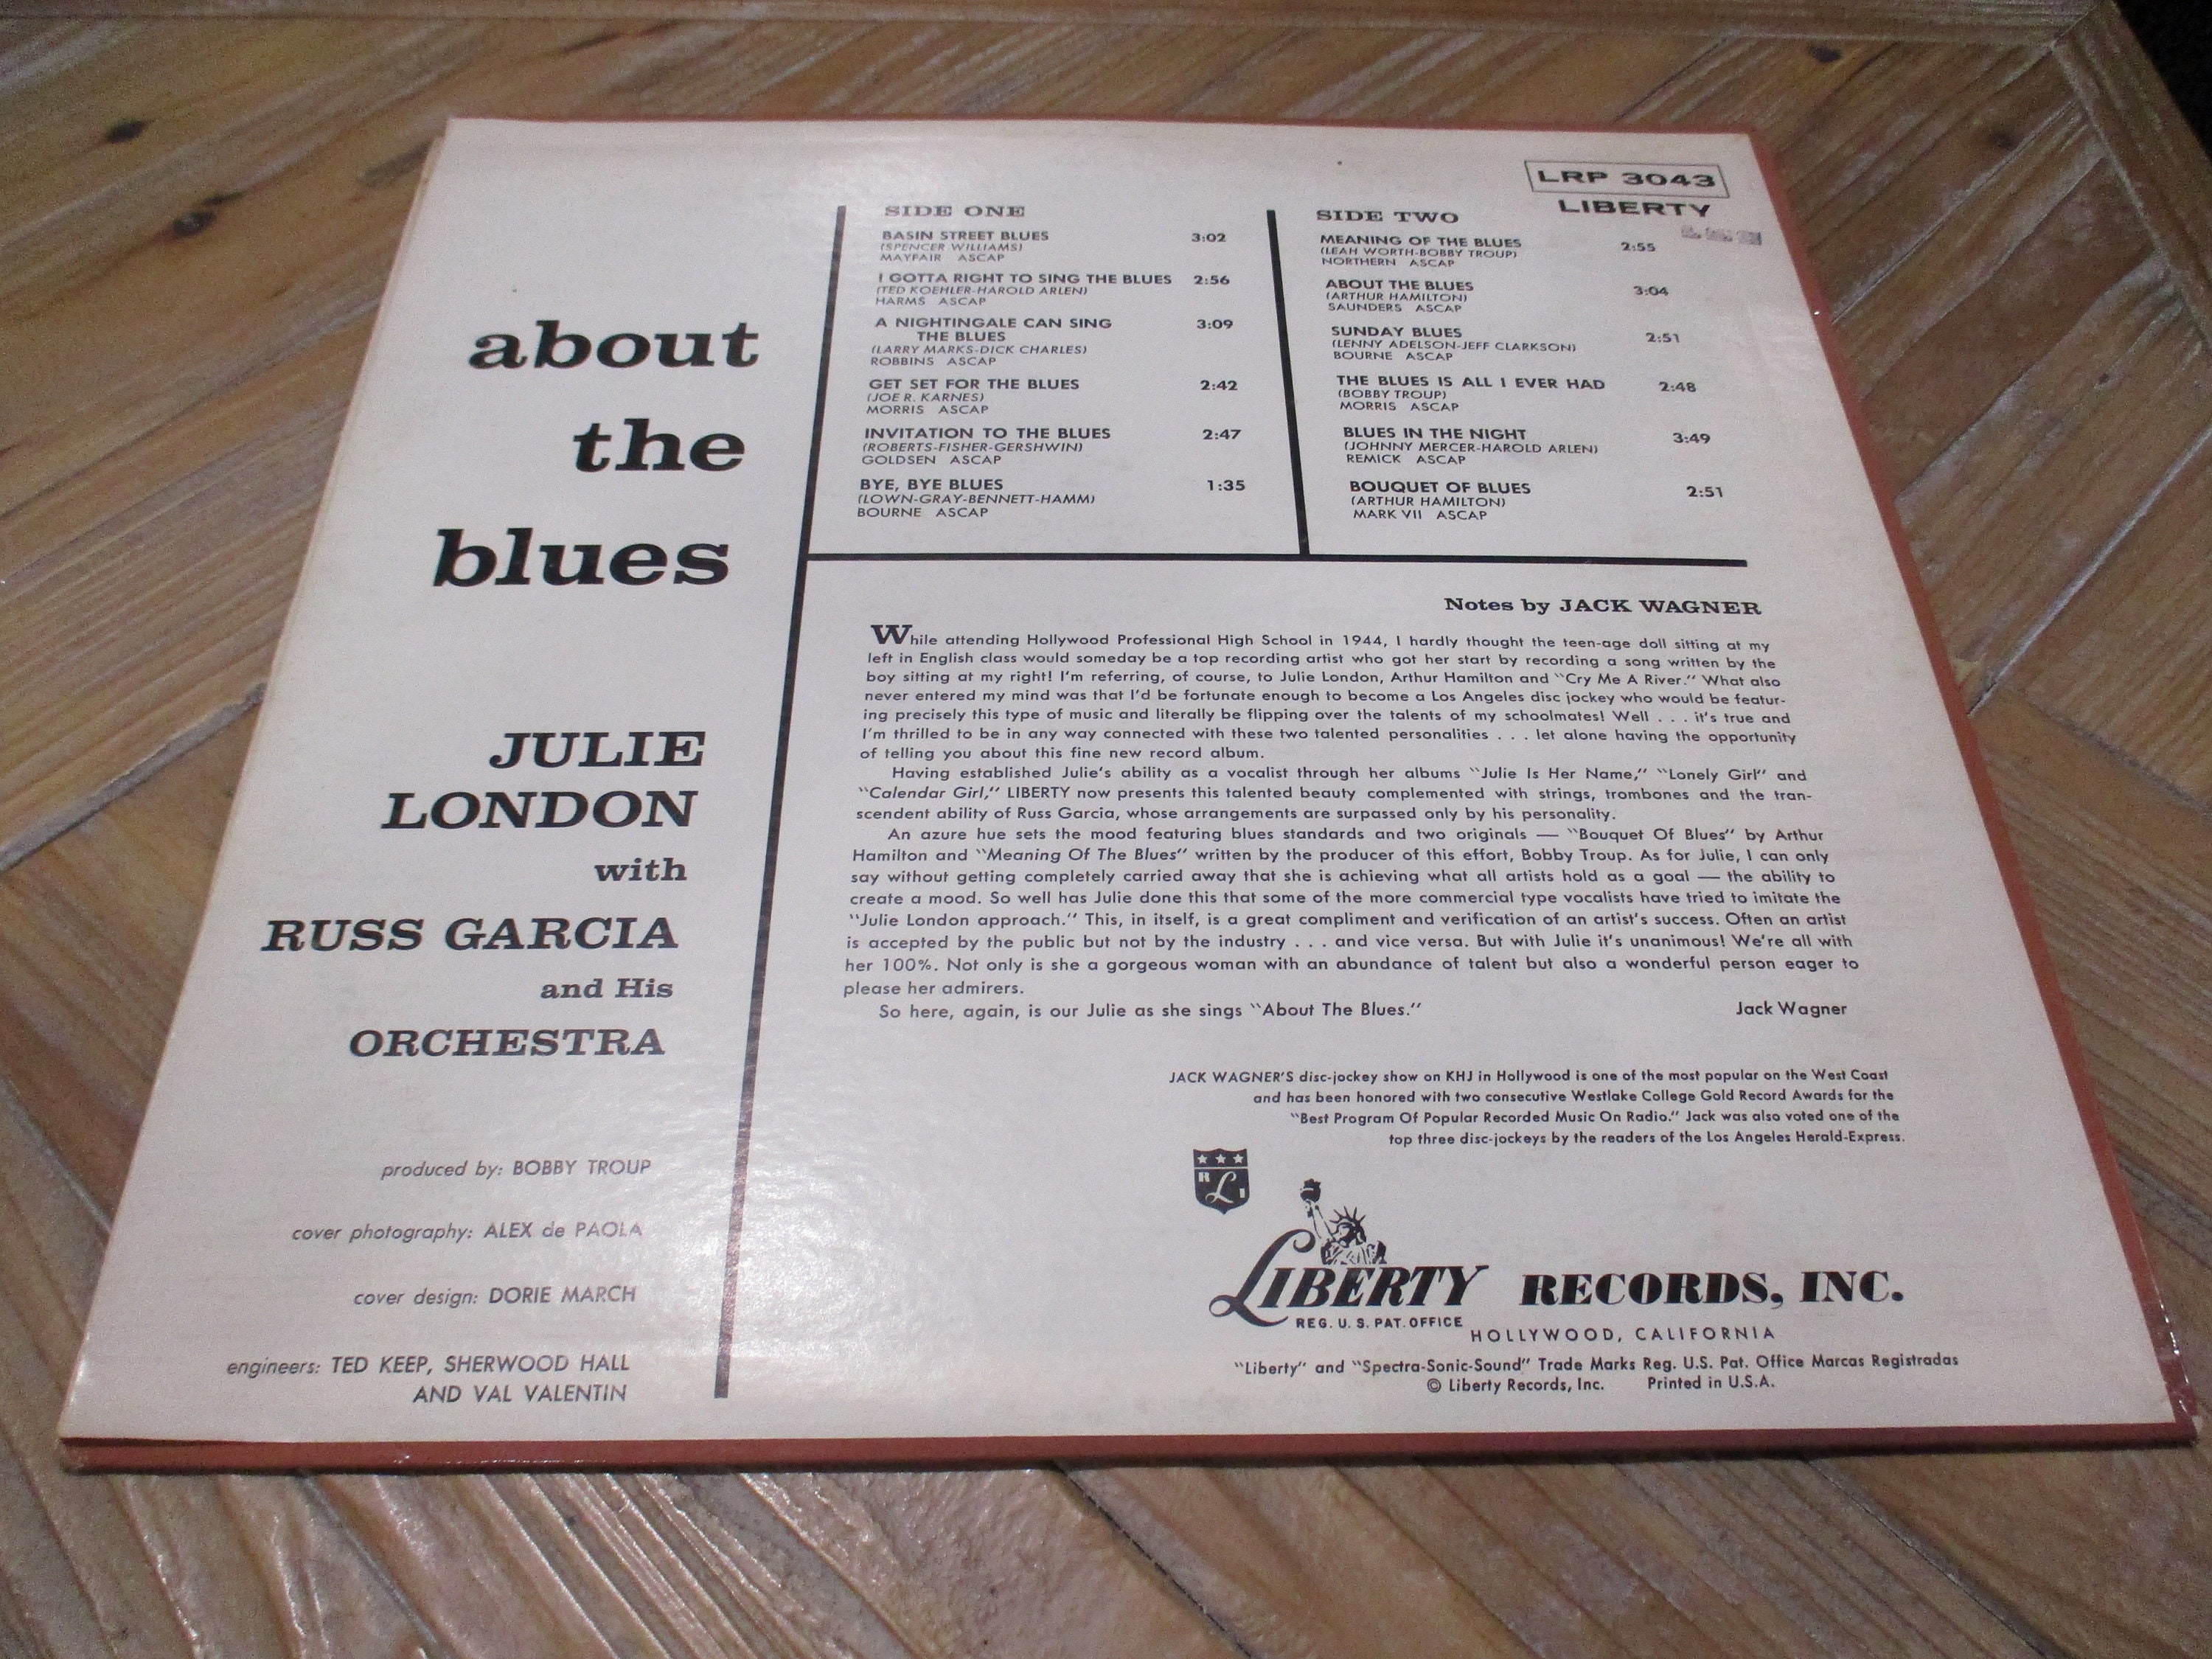 about
the
blues
JULIE
LONDON
with
RUSS GARCIA
and His
ORCHESTRA
produced by: BOBBY TROUP
cover photography: ALEX de PAOLA
cover design: DORIE MARCH
engineers: TED KEEP, SHERWOOD HALL
AND VAL VALENTIN
SIDE ONE
BASIN STREET BLUES 3:02
(SPENCER WILLIAMS)
MAYFAIR ASCAP
I GOTTA RIGHT TO SING THE BLUES 2:56
(TED KOEHLER-HAROLD ARLEN)
HARMS ASCAP
A NIGHTINGALE CAN SING 3:09
THE BLUES
(LARRY MARKS-DICK CHARLES)
ROBBINS ASCAP
GET SET FOR THE BLUES 2:42
(JOE R. KARNES)
MORRIS ASCAP
INVITATION TO THE BLUES 2:47
(ROBERTS-FISHER-GERSHWIN)
GOLDSEN ASCAP
BYE, BYE BLUES 1:35
(LOWN-GRAY-BENNETT-HAMM)
BOURNE ASCAP
LRP 3043
LIBERTY
SIDE TWO
MEANING OF THE BLUES 2:55
(LEAH WORTH-BOBBY TROUP)
NORTHERN ASCAP
ABOUT THE BLUES 3:04
(ARTHUR HAMILTON)
SAUNDERS ASCAP
SUNDAY BLUES 2:51
(LENNY ADELSON-JEFF CLARKSON)
BOURNE ASCAP
THE BLUES IS ALL I EVER HAD 2:48
(BOBBY TROUP)
MORRIS ASCAP
BLUES IN THE NIGHT 3:49
(JOHNNY MERCER-HAROLD ARLEN)
REMICK ASCAP
BOUQUET OF BLUES 2:51
(ARTHUR HAMILTON)
MARK VII ASCAP
Notes by JACK WAGNER
While attending Hollywood Professional High School in 1944, I hardly thought the teen-age doll sitting at my
left in English class would someday be a top recording artist who got her start by recording a song written by the
boy sitting at my right! I'm referring, of course, to Julie London, Arthur Hamilton and "Cry Me A River." What also
never entered my mind was that I'd be fortunate enough to become a Los Angeles disc jockey who would be featur-
ing precisely this type of music and literally be flipping over the talents of my schoolmates! Well . . . it's true and
I'm thrilled to be in any way connected with these two talented personalities . . . let alone having the opportunity
of telling you about this fine new record album.
Having established Julie's ability as a vocalist through her albums "Julie Is Her Name," "Lonely Girl" and
"Calendar Girl," LIBERTY now presents this talented beauty complemented with strings, trombones and the tran-
scendent ability of Russ Garcia, whose arrangements are surpassed only by his personality.
An azure hue sets the mood featuring blues standards and two originals — "Bouquet Of Blues" by Arthur
Hamilton and "Meaning Of The Blues" written by the producer of this effort, Bobby Troup. As for Julie, I can only
say without getting completely carried away that she is achieving what all artists hold as a goal — the ability to
create a mood. So well has Julie done this that some of the more commercial type vocalists have tried to imitate the
"Julie London approach." This, in itself, is a great compliment and verification of an artist's success. Often an artist
is accepted by the public but not by the industry . . . and vice versa. But with Julie it's unanimous! We're all with
her 100%. Not only is she a gorgeous woman with an abundance of talent but also a wonderful person eager to
please her admirers.
So here, again, is our Julie as she sings "About The Blues." Jack Wagner
JACK WAGNER'S disc-jockey show on KHJ in Hollywood is one of the most popular on the West Coast
and has been honored with two consecutive Westlake College Gold Record Awards for the
"Best Program Of Popular Recorded Music On Radio." Jack was also voted one of the
top three disc-jockeys by the readers of the Los Angeles Herald-Express.
R L I
LIBERTY RECORDS, INC.
REG. U. S. PAT. OFFICE
HOLLYWOOD, CALIFORNIA
"Liberty" and "Spectra-Sonic-Sound" Trade Marks Reg. U.S. Pat. Office Marcas Registradas
© Liberty Records, Inc. Printed in U.S.A.